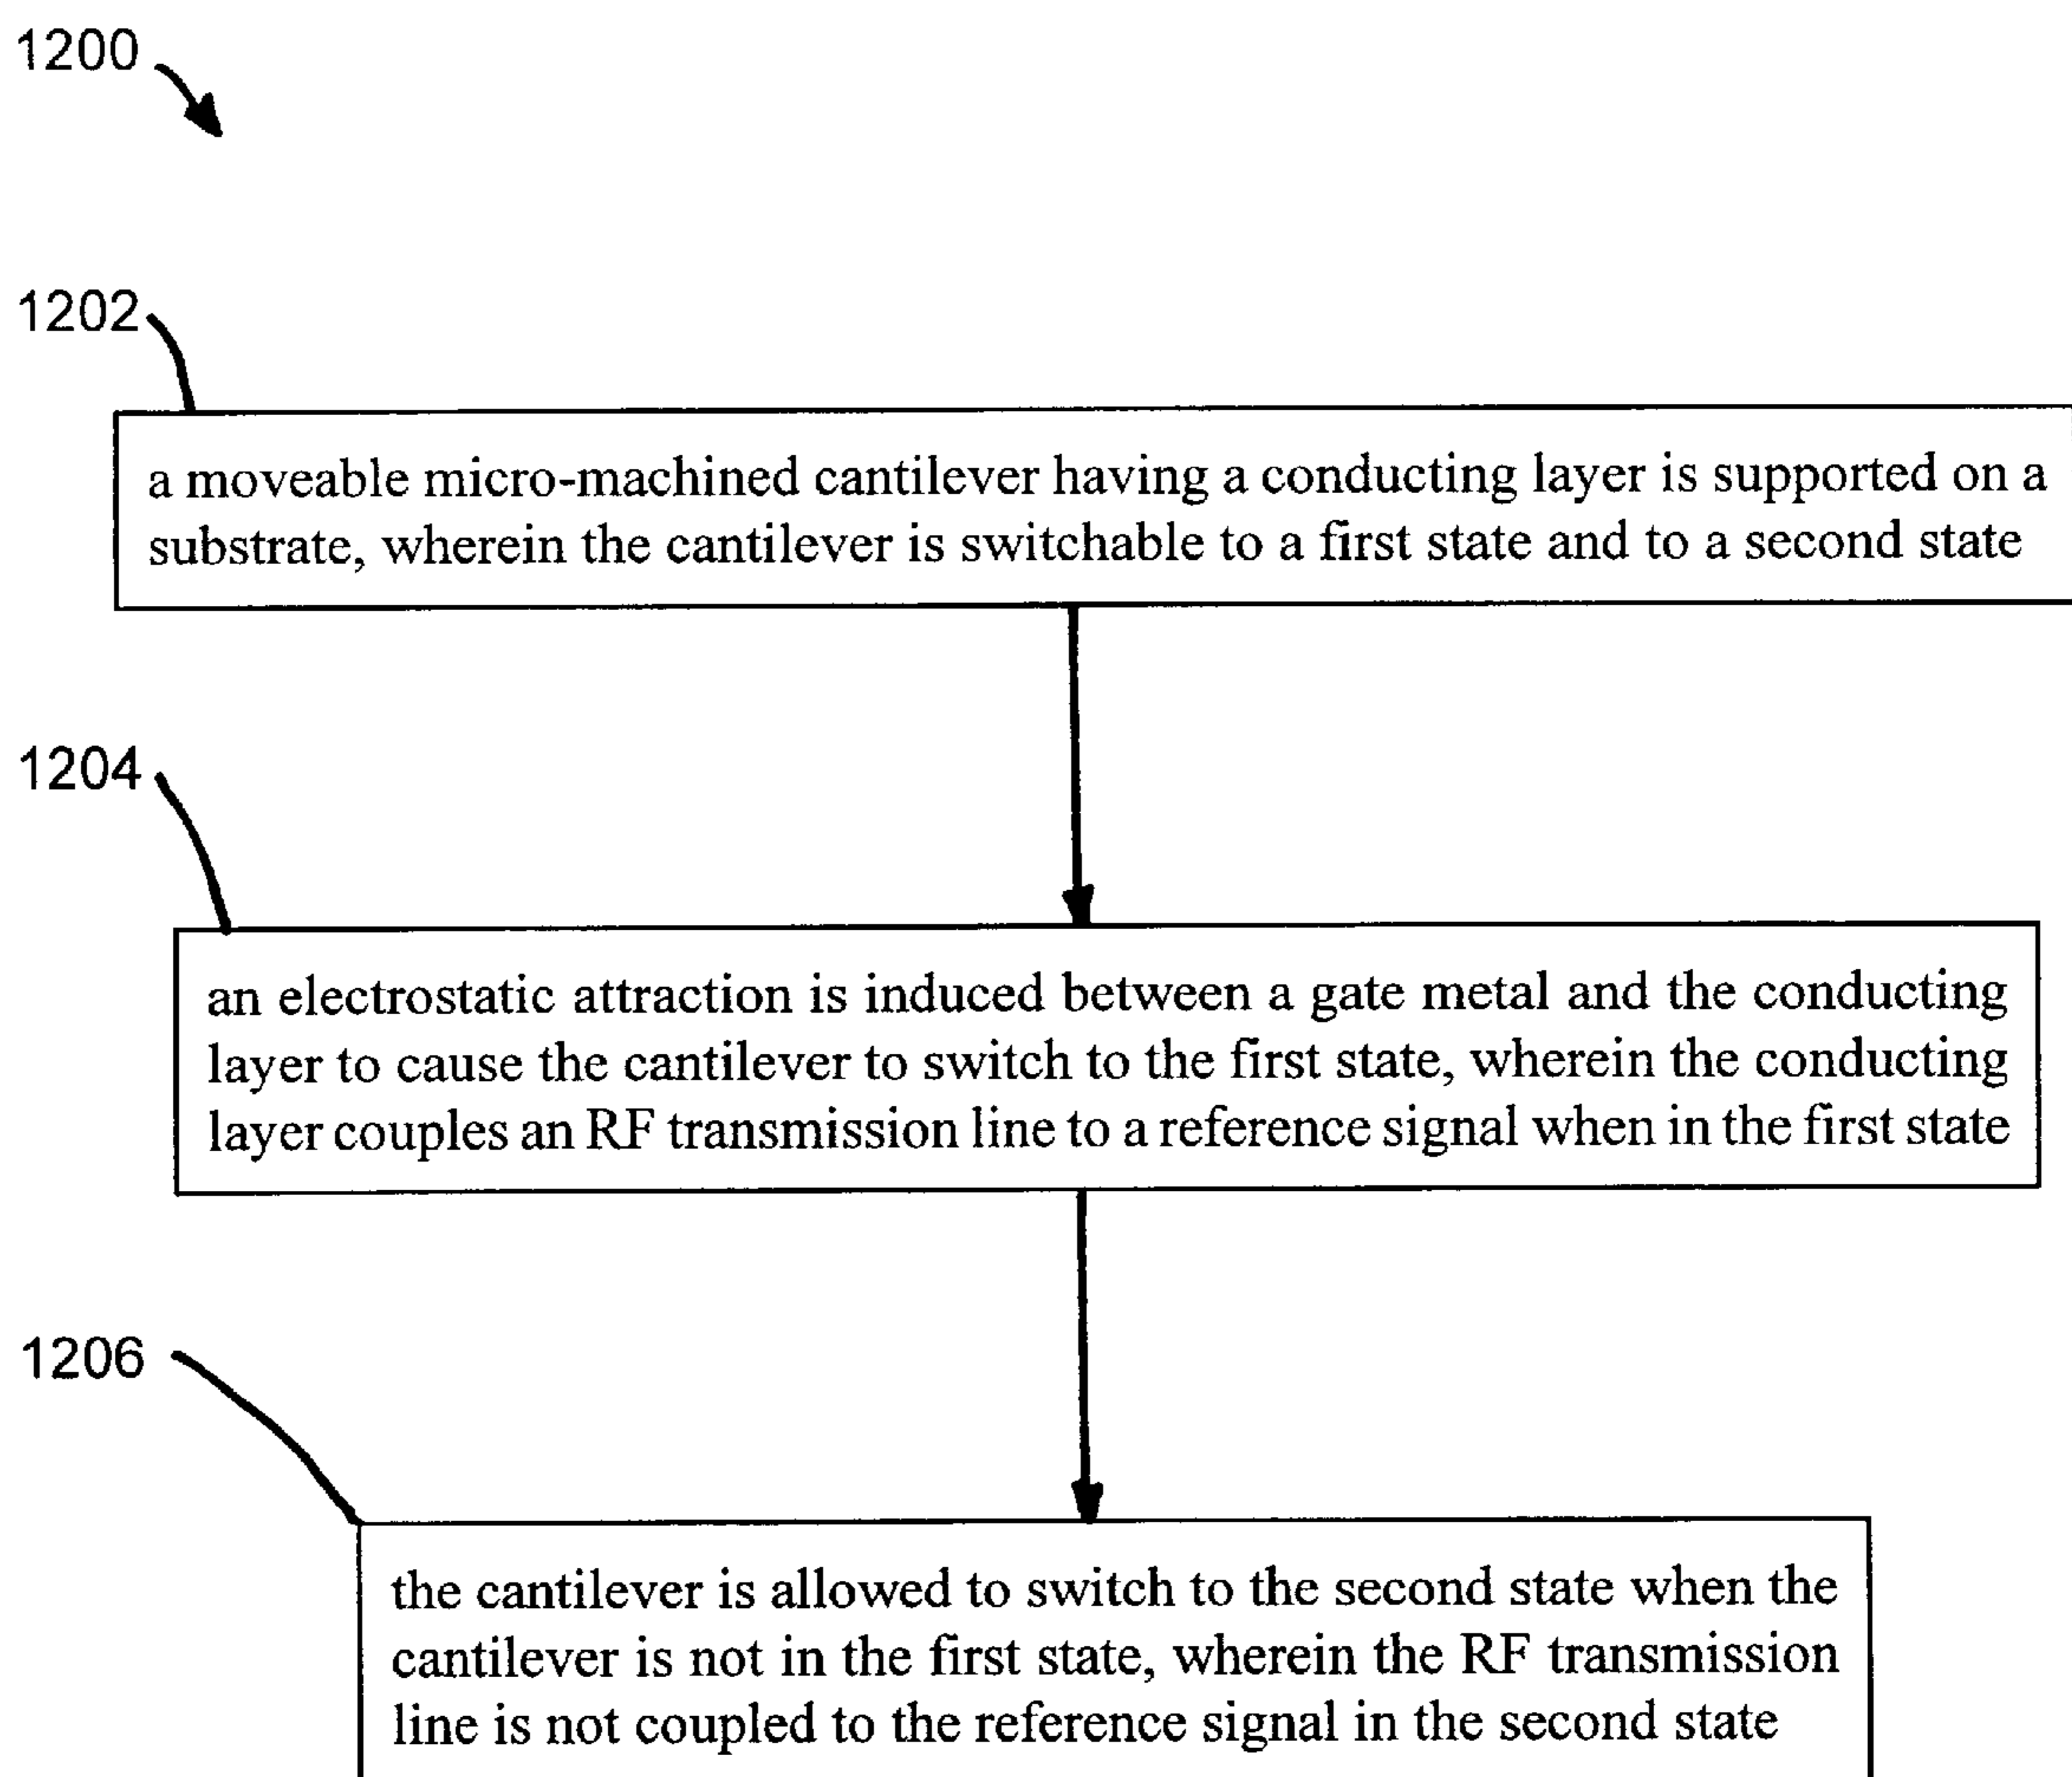 1200
1202
a moveable micro-machined cantilever having a conducting layer is supported on a
substrate, wherein the cantilever is switchable to a first state and to a second state
1204
an electrostatic attraction is induced between a gate metal and the conducting
layer to cause the cantilever to switch to the first state, wherein the conducting
layer couples an RF transmission line to a reference signal when in the first state
1206
the cantilever is allowed to switch to the second state when the
cantilever is not in the first state, wherein the RF transmission
line is not coupled to the reference signal in the second state